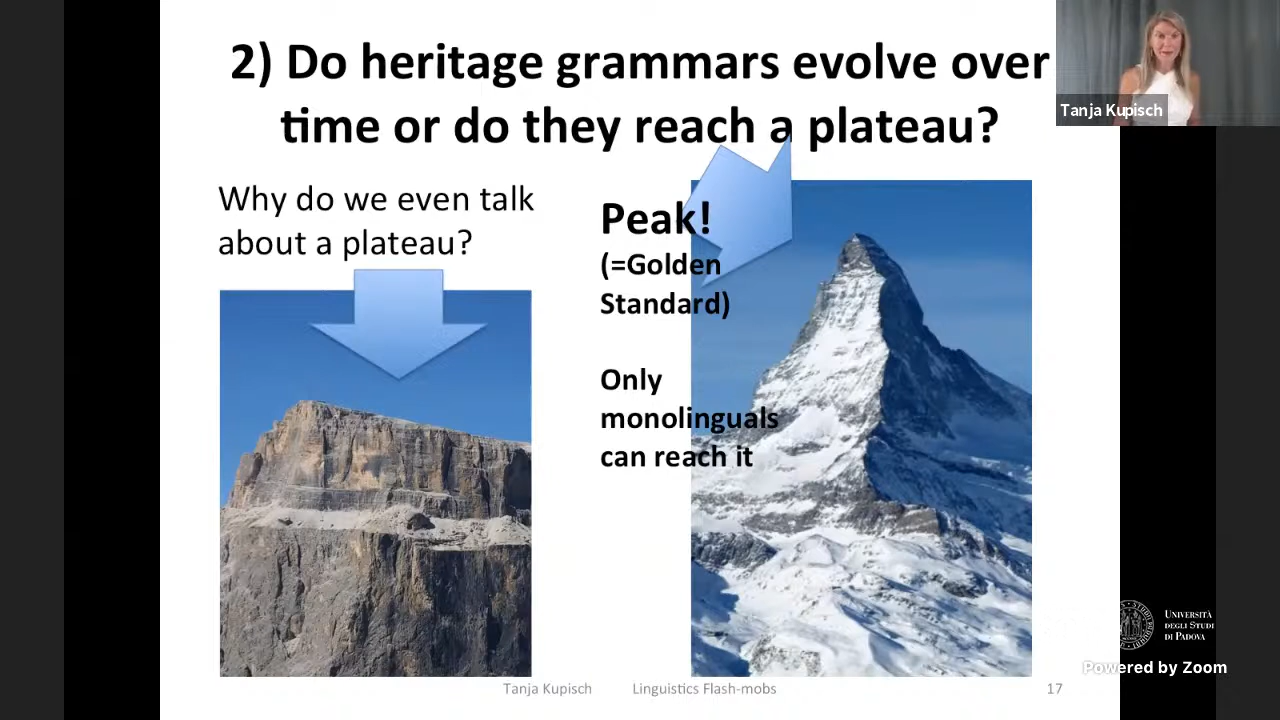 2) Do heritage grammars evolve over
time or do they reach a plateau?
Tanja Kupisch
Why do we even talk
about a plateau?
Peak!
(=Golden
Standard)
Only
monolinguals
can reach it
UNIVERSITÀ
DEGLI STUDI
DI PADOVA
Powered by Zoom
Tanja Kupisch
Linguistics Flash-mobs
17